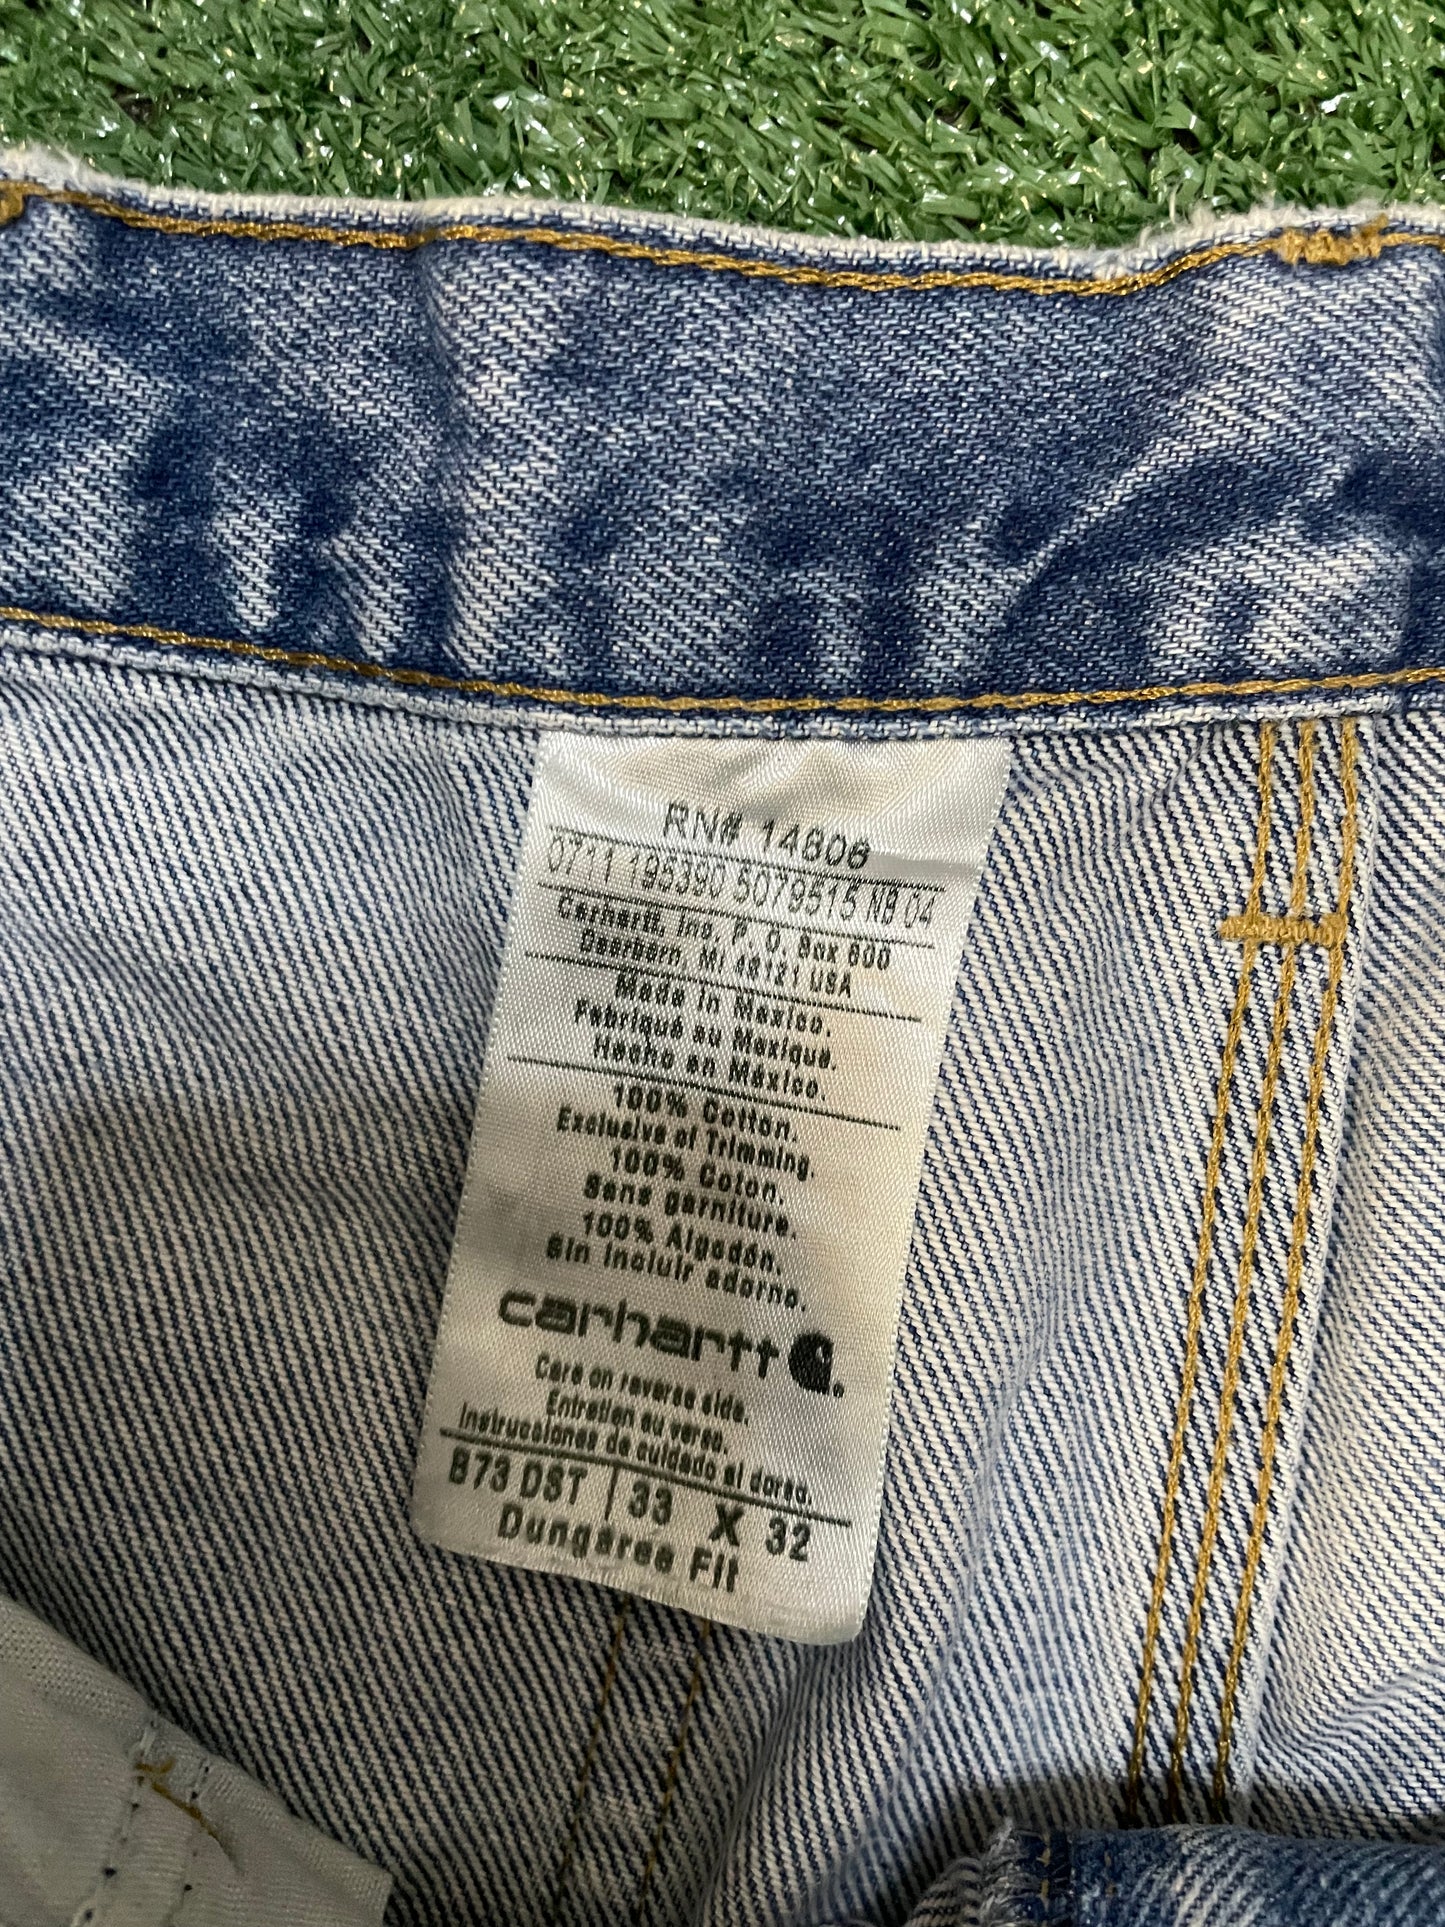 RN# 14806
0711 195390 5079515 NB 04
Carhartt, Inc. P. O. Box 600
Dearborn, MI 48121 USA
Made in Mexico.
Fabriqué au Mexique.
Hecho en México.
100% Cotton.
Exclusive of Trimming.
100% Coton.
Sans garniture.
100% Algodón.
Sin incluir adorno.
carhartt
Care on reverse side.
Entretien au verso.
Instrucciones de cuidado al dorso.
B73 DST | 33 X 32
Dungaree Fit